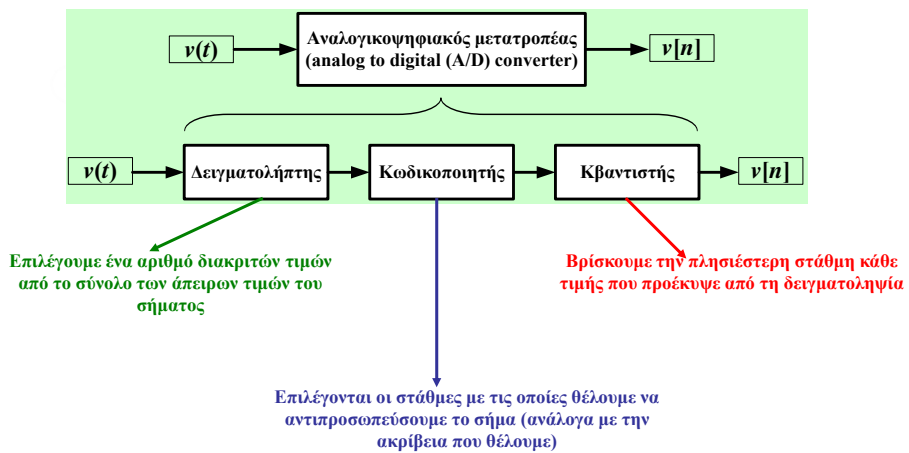 v(t)
Αναλογικοψηφιακός μετατροπέας
(analog to digital (A/D) converter)
v[n]
v(t)
Δειγματολήπτης
Κωδικοποιητής
Κβαντιστής
v[n]
Επιλέγουμε ένα αριθμό διακριτών τιμών
από το σύνολο των άπειρων τιμών του
σήματος
Βρίσκουμε την πλησιέστερη στάθμη κάθε
τιμής που προέκυψε από τη δειγματοληψία
Επιλέγονται οι στάθμες με τις οποίες θέλουμε να
αντιπροσωπεύσουμε το σήμα (ανάλογα με την
ακρίβεια που θέλουμε)